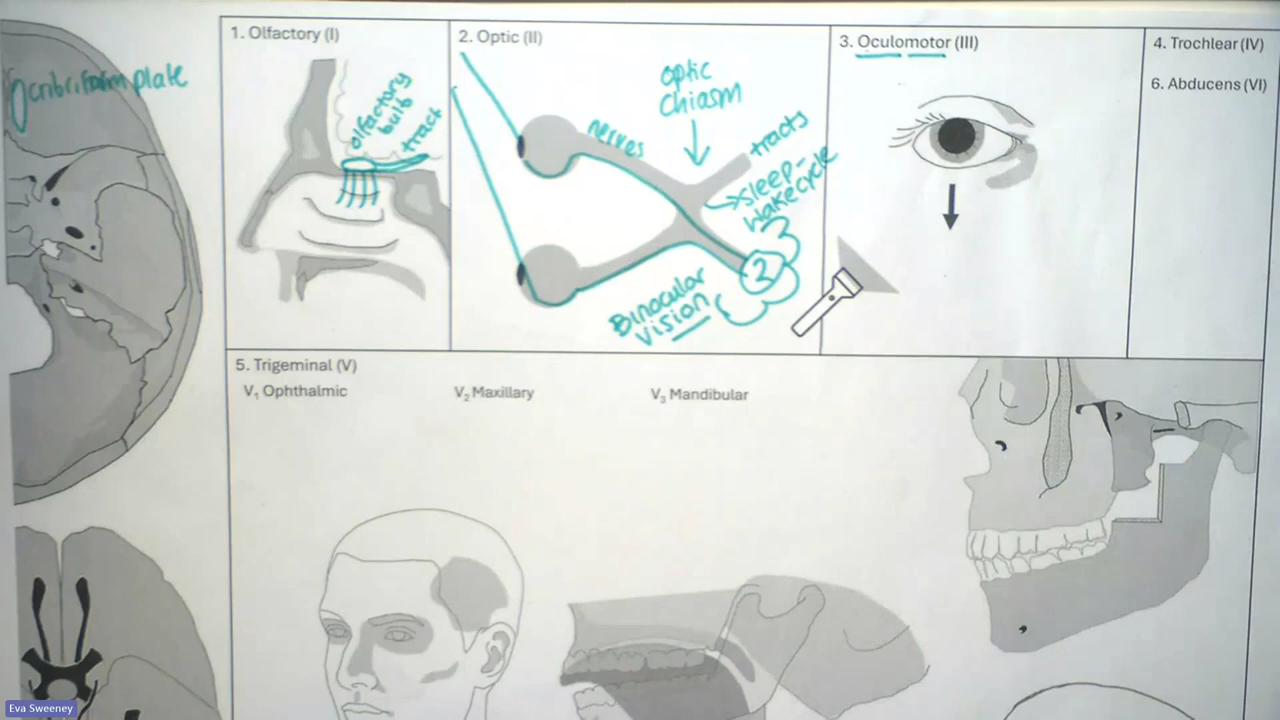 cribriform plate
1. Olfactory (I)
olfactory
bulb
tract
2. Optic (II)
optic
chiasm
nerves
tracts
sleep-
wake cycle
Binocular
vision
3. Oculomotor (III)
4. Trochlear (IV)
6. Abducens (VI)
5. Trigeminal (V)
V₁ Ophthalmic
V₂ Maxillary
V₃ Mandibular
Eva Sweeney